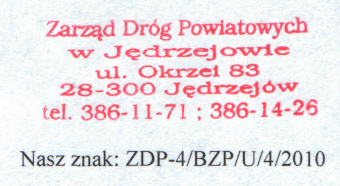 Zarząd Dróg Powiatowych
w Jędrzejowie
ul. Okrzei 83
28-300 Jędrzejów
tel. 386-11-71 ; 386-14-26
Nasz znak: ZDP-4/BZP/U/4/2010